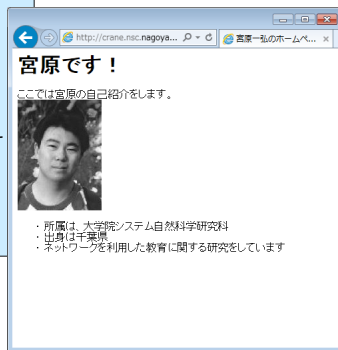 http://crane.nsc.nagoya...
宮原一弘のホームペ...
宮原です！
ここでは宮原の自己紹介をします。
・ 所属は、大学院システム自然科学研究科
・ 出身は千葉県
・ ネットワークを利用した教育に関する研究をしています